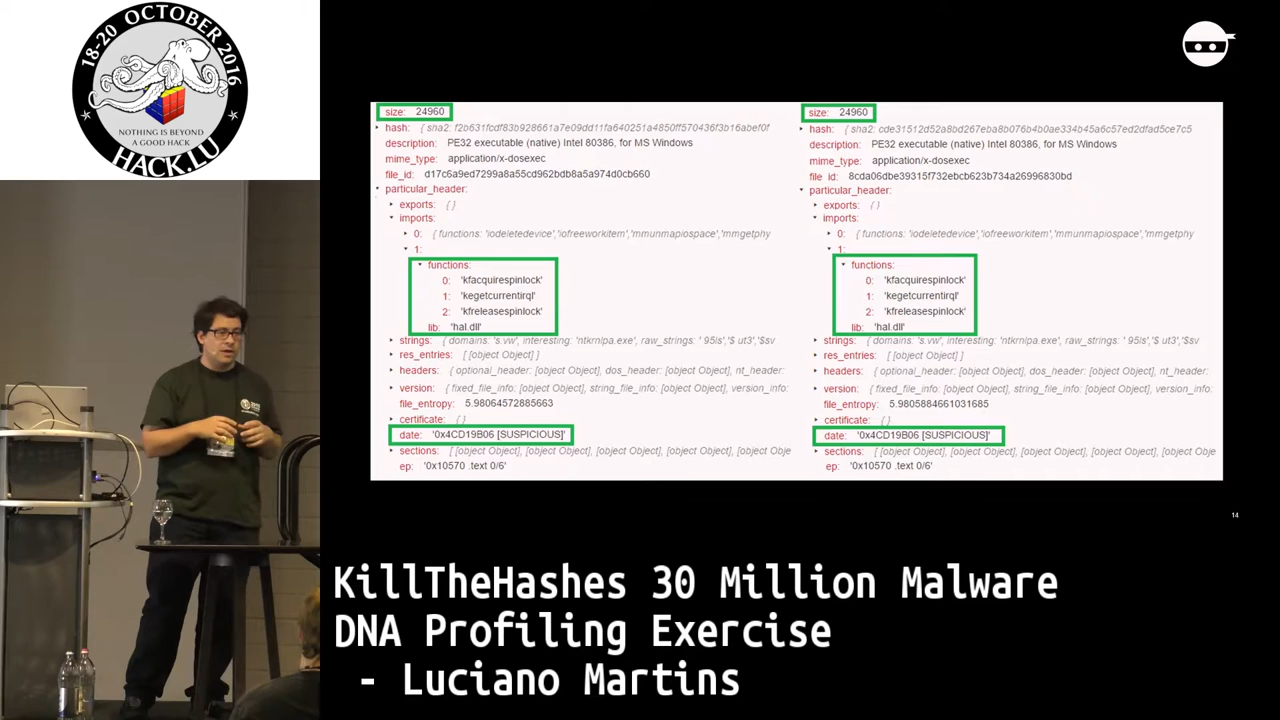 18-20 OCTOBER 2016
NOTHING IS BEYOND
A GOOD HACK
HACK.LU
size: 24960
hash: { sha2: f2b631fcdf83b928661a7e09dd11fa640251a4850ff570436f3b16abef0f
description: PE32 executable (native) Intel 80386, for MS Windows
mime_type: application/x-dosexec
file_id: d17c6a9ed7299a8a55cd962bdb8a5a974d0cb660
particular_header:
exports: { }
imports:
0: { functions: 'iodeletedevice','iofreeworkitem','mmunmapiospace','mmgetphy
1:
functions:
0: 'kfacquirespinlock'
1: 'kegetcurrentirql'
2: 'kfreleasespinlock'
lib: 'hal.dll'
strings: { domains: 's.vw', interesting: 'ntkrnlpa.exe', raw_strings: ' 95ls','$ ut3','$sv
res_entries: [ [object Object] ]
headers: { optional_header: [object Object], dos_header: [object Object], nt_header:
version: { fixed_file_info: [object Object], string_file_info: [object Object], version_info:
file_entropy: 5.98064572885663
certificate: { }
date: '0x4CD19B06 [SUSPICIOUS]'
sections: [ [object Object], [object Object], [object Object], [object Object], [object Obje
ep: '0x10570 .text 0/6'
size: 24960
hash: { sha2: cde31512d52a8bd267eba8b076b4b0ae334b45a6c57ed2dfad5ce7c5
description: PE32 executable (native) Intel 80386, for MS Windows
mime_type: application/x-dosexec
file_id: 8cda06dbe39315f732ebcb623b734a26996830bd
particular_header:
exports: { }
imports:
0: { functions: 'iodeletedevice','iofreeworkitem','mmunmapiospace','mmgetphy
1:
functions:
0: 'kfacquirespinlock'
1: 'kegetcurrentirql'
2: 'kfreleasespinlock'
lib: 'hal.dll'
strings: { domains: 's.vw', interesting: 'ntkrnlpa.exe', raw_strings: ' 95ls','$ ut3','$sv
res_entries: [ [object Object] ]
headers: { optional_header: [object Object], dos_header: [object Object], nt_header:
version: { fixed_file_info: [object Object], string_file_info: [object Object], version_info:
file_entropy: 5.9805884661031685
certificate: { }
date: '0x4CD19B06 [SUSPICIOUS]'
sections: [ [object Object], [object Object], [object Object], [object Object], [object Obje
ep: '0x10570 .text 0/6'
14
KillTheHashes 30 Million Malware
DNA Profiling Exercise
- Luciano Martins